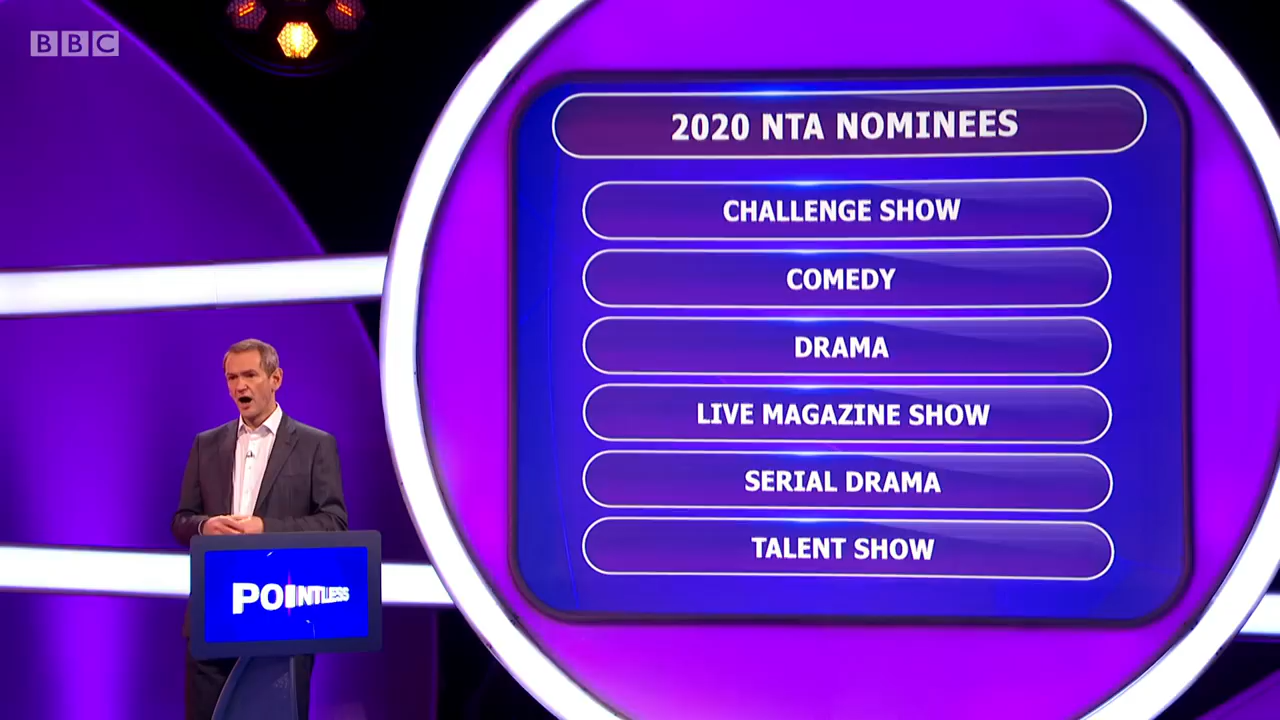 BBC
2020 NTA NOMINEES
CHALLENGE SHOW
COMEDY
DRAMA
LIVE MAGAZINE SHOW
SERIAL DRAMA
TALENT SHOW
POINTLESS